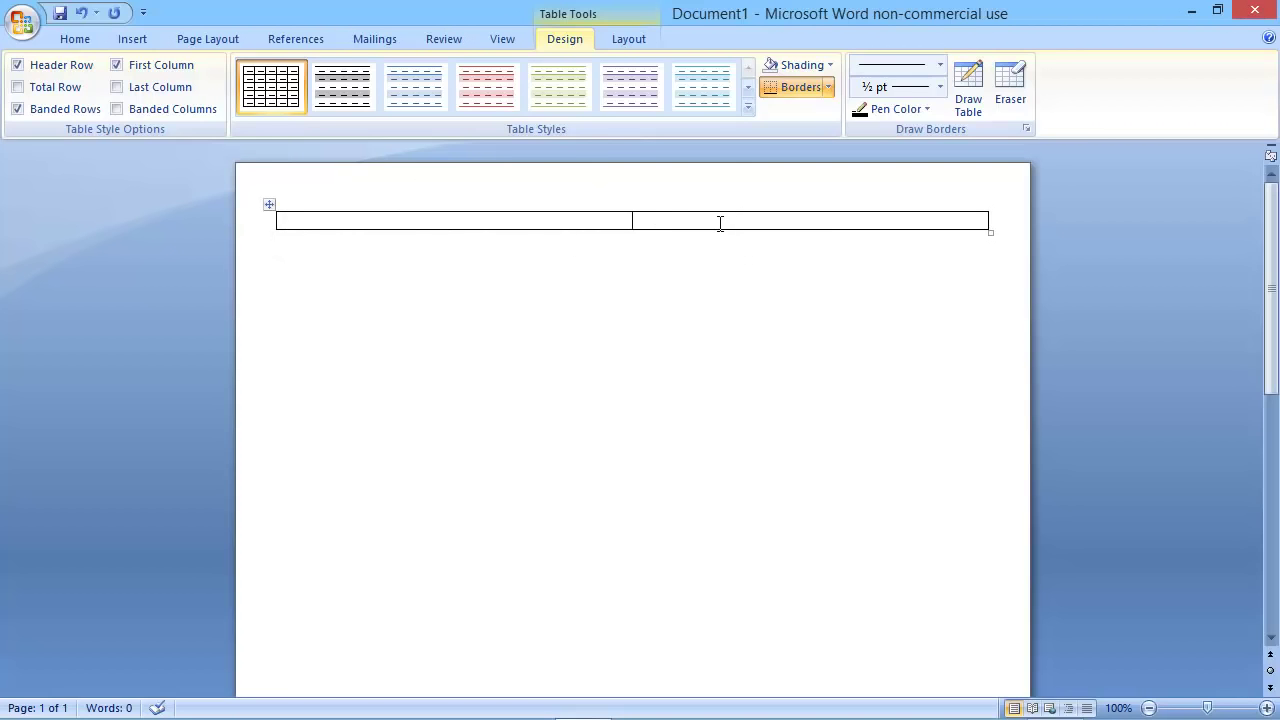 Table Tools
Document1 - Microsoft Word non-commercial use
Home Insert Page Layout References Mailings Review View Design Layout
Header Row First Column
Total Row Last Column
Banded Rows Banded Columns
Table Style Options
Table Styles
Shading
Borders
½ pt
Pen Color
Draw Table
Eraser
Draw Borders
Page: 1 of 1 Words: 0
100%